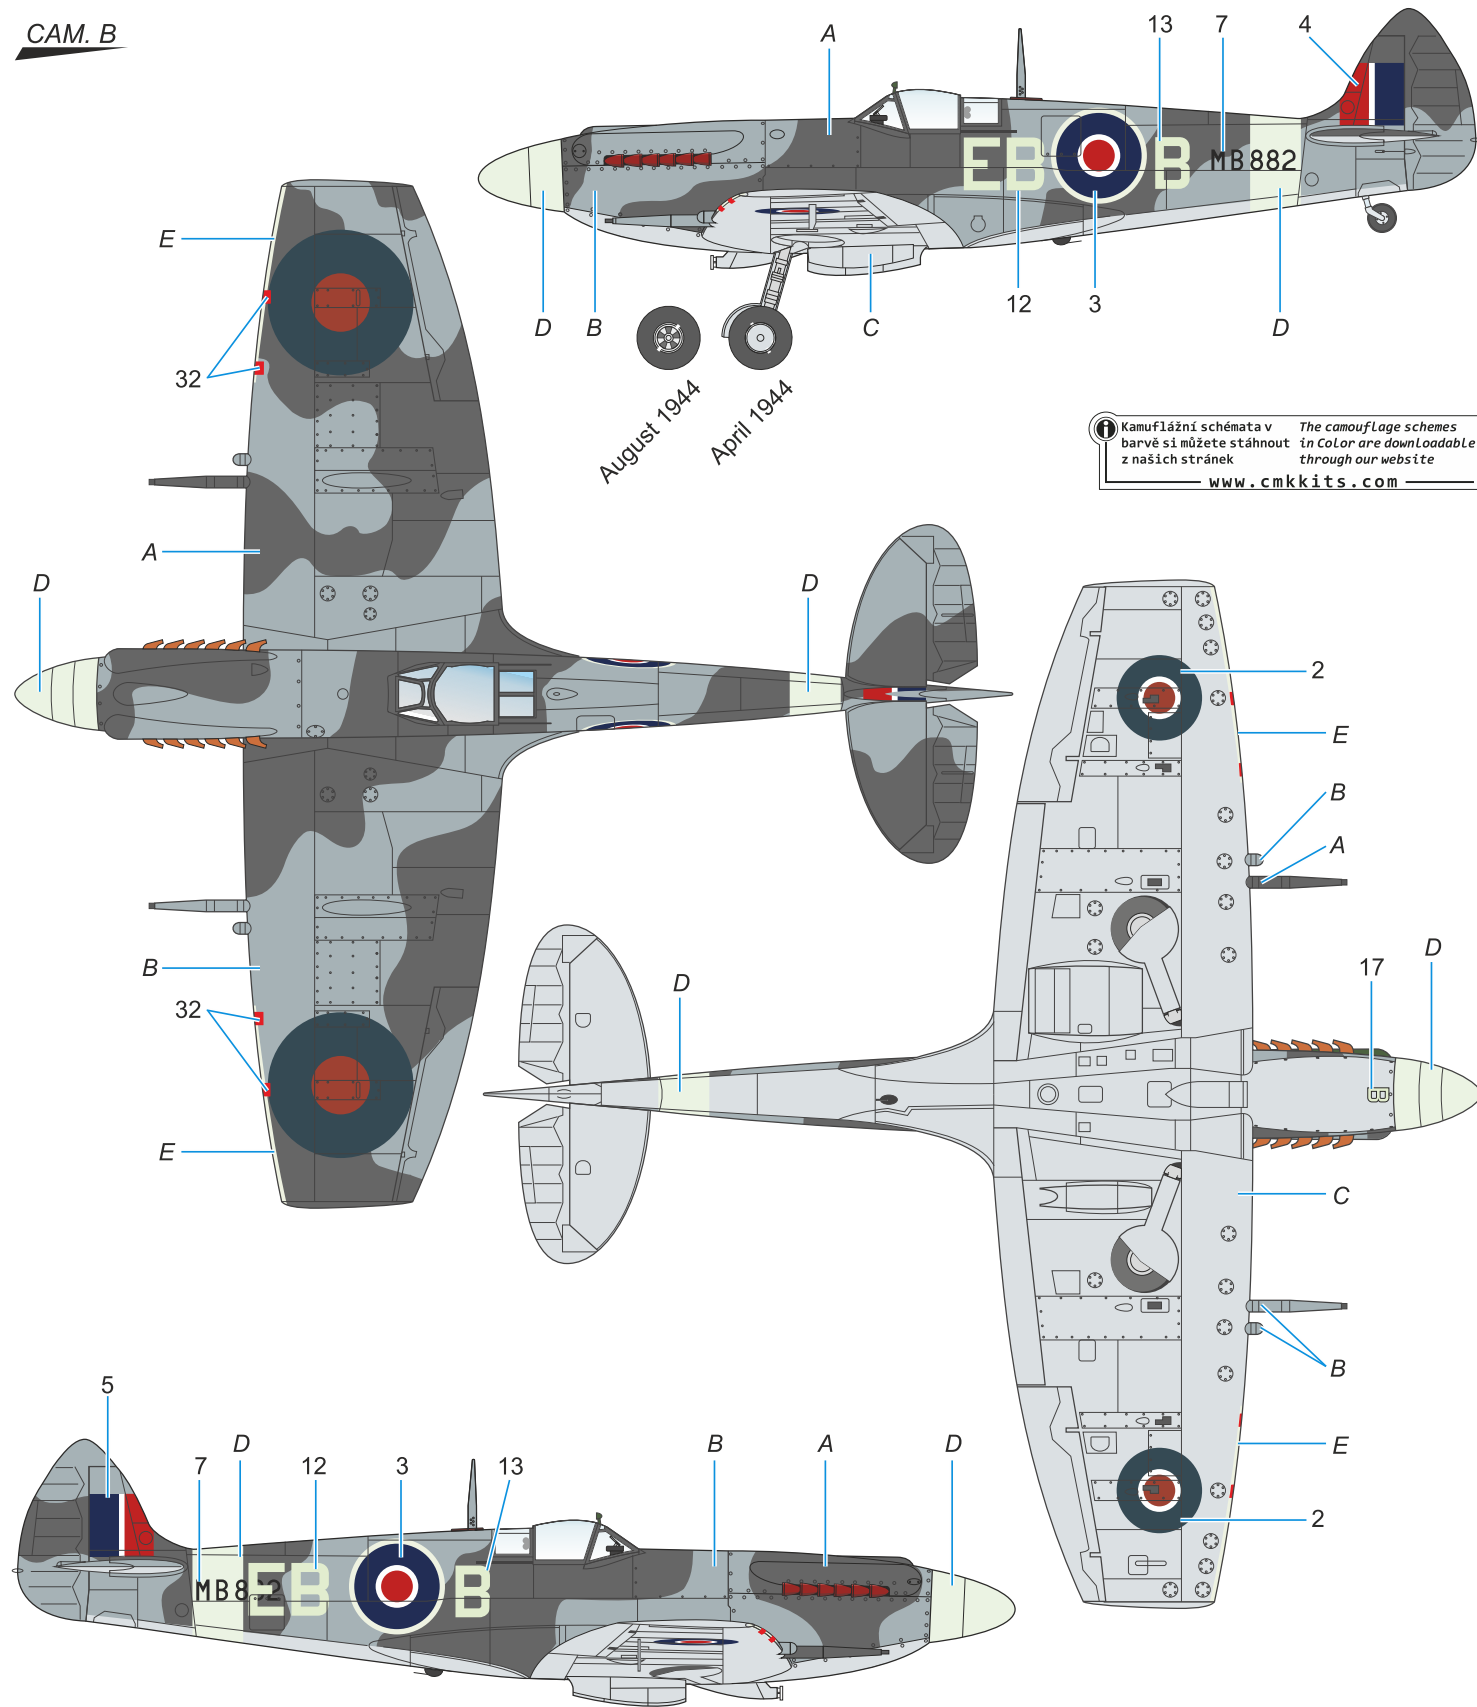 CAM. B
A
13
7
4
EB
B
MB882
D
B
C
12
3
D
August 1944
April 1944
Kamuflážní schémata v
barvě si můžete stáhnout
z našich stránek
The camouflage schemes
in Color are downloadable
through our website
www.cmkkits.com
E
32
A
D
D
B
32
E
2
E
B
A
17
D
D
B
C
B
E
2
5
7
D
12
3
13
B
A
D
MB882
EB
B